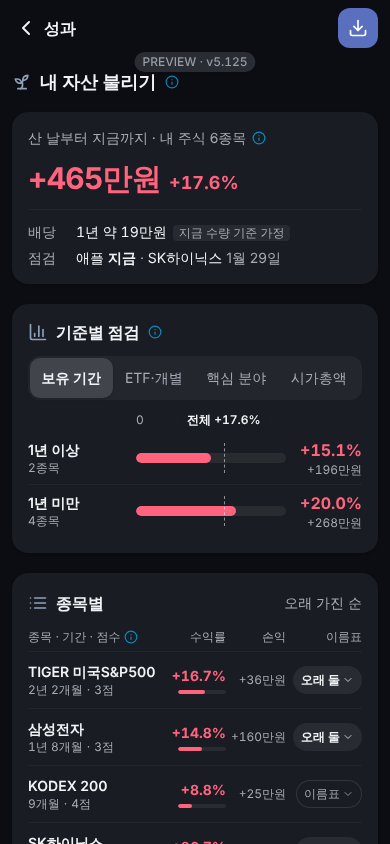 성과
PREVIEW · v5.125
내 자산 불리기
산 날부터 지금까지 · 내 주식 6종목
+465만원 +17.6%
배당 1년 약 19만원 지금 수량 기준 가정
점검 애플 지금 · SK하이닉스 1월 29일
기준별 점검
보유 기간 ETF·개별 핵심 분야 시가총액
0 전체 +17.6%
1년 이상 +15.1%
2종목 +196만원
1년 미만 +20.0%
4종목 +268만원
종목별 오래 가진 순
종목 · 기간 · 점수 수익률 손익 이름표
TIGER 미국S&P500 +16.7% +36만원 오래 둘
2년 2개월 · 3점
삼성전자 +14.8% +160만원 오래 둘
1년 8개월 · 3점
KODEX 200 +8.8% +25만원 이름표
9개월 · 4점
SK하이닉스